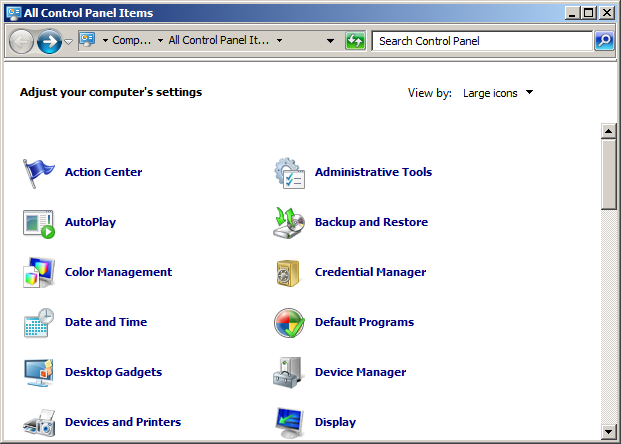 All Control Panel Items
Comp... All Control Panel It... Search Control Panel
Adjust your computer's settings View by: Large icons
Action Center Administrative Tools
AutoPlay Backup and Restore
Color Management Credential Manager
Date and Time Default Programs
Desktop Gadgets Device Manager
Devices and Printers Display